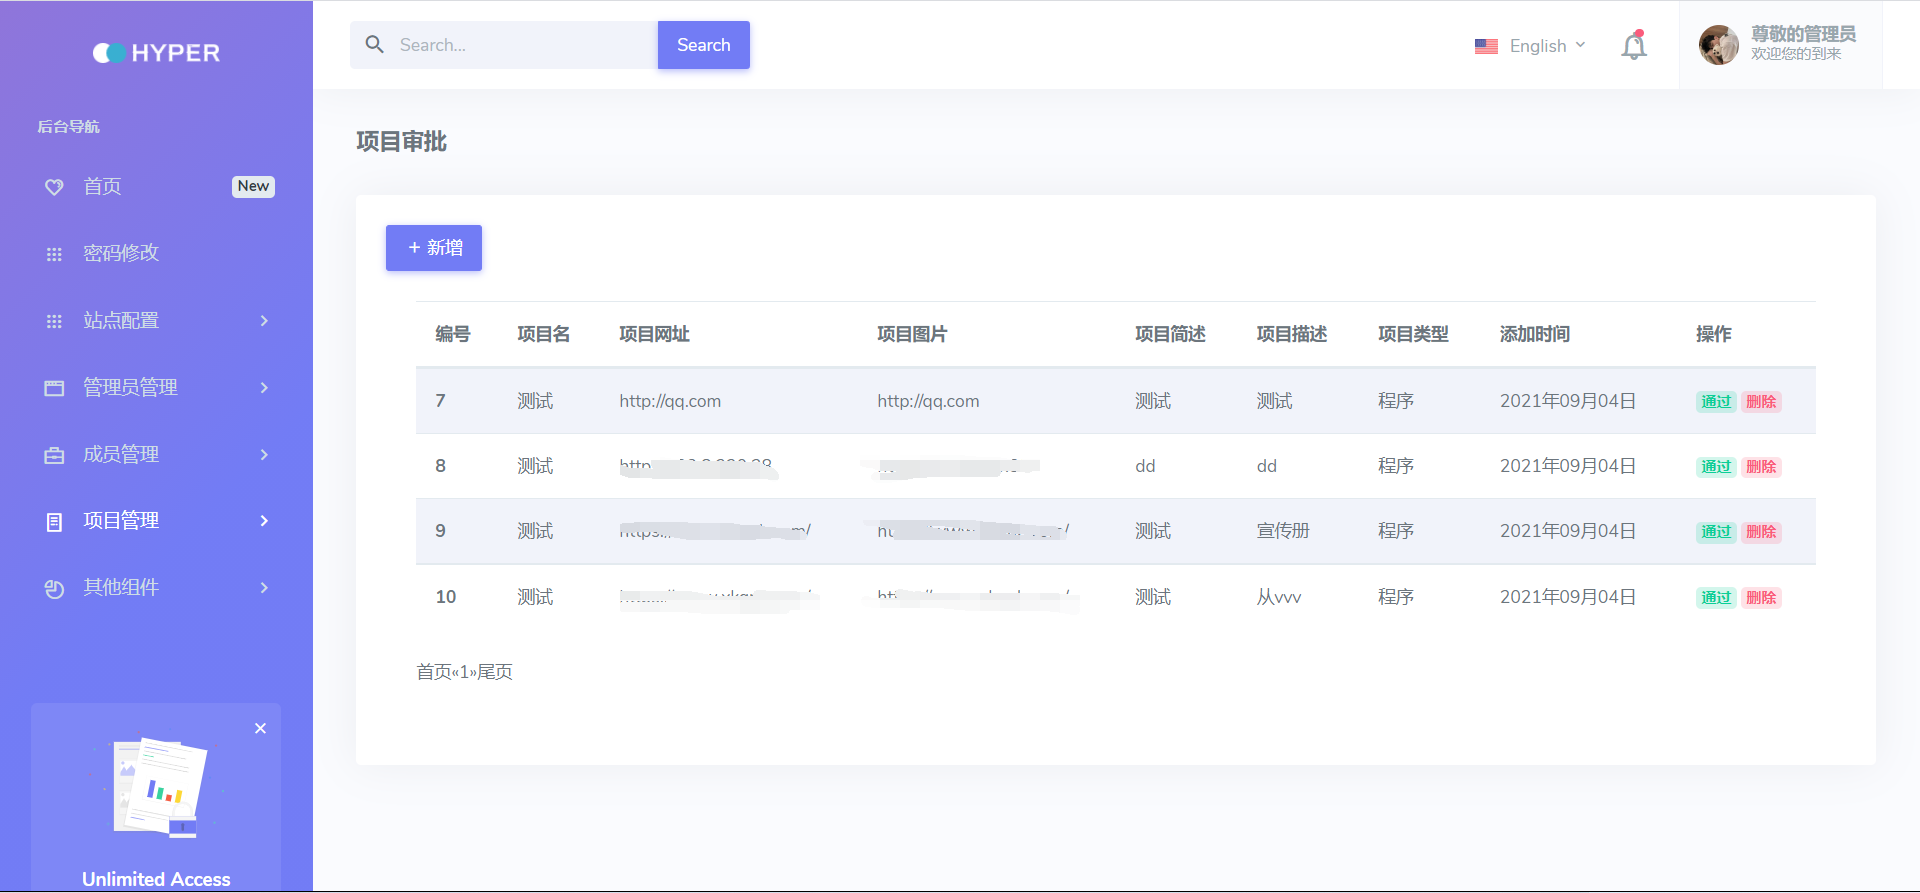 HYPER
Search...
Search
English
尊敬的管理员
欢迎您的到来
后台导航
首页
New
密码修改
站点配置
管理员管理
成员管理
项目管理
其他组件
Unlimited Access
项目审批
+ 新增
编号 项目名 项目网址 项目图片 项目简述 项目描述 项目类型 添加时间 操作
7 测试 http://qq.com http://qq.com 测试 测试 程序 2021年09月04日 通过 删除
8 测试 dd dd 程序 2021年09月04日 通过 删除
9 测试 测试 宣传册 程序 2021年09月04日 通过 删除
10 测试 测试 从vvv 程序 2021年09月04日 通过 删除
首页«1»尾页